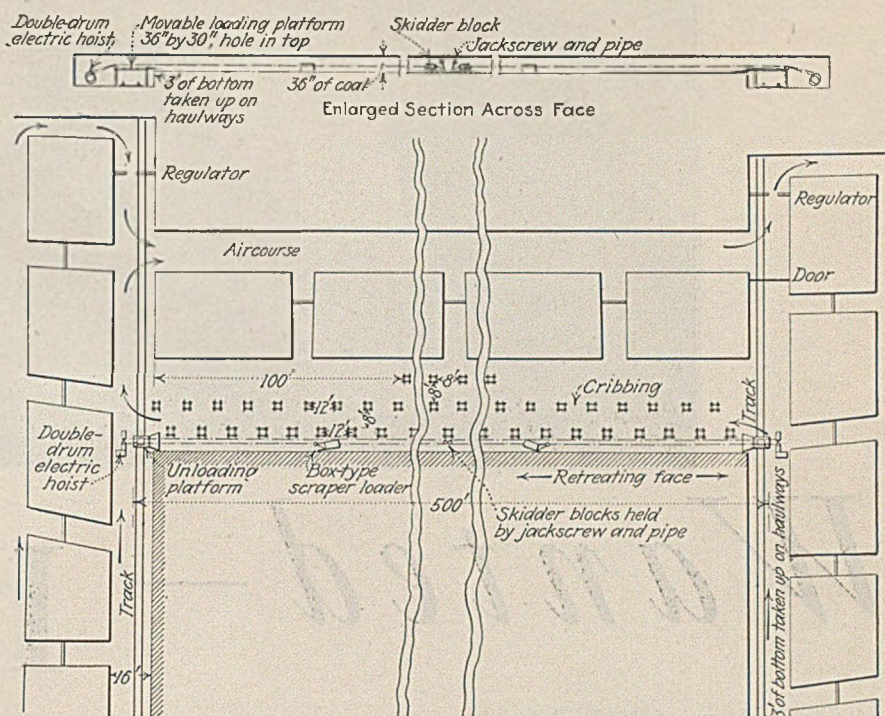 Double-drum
electric hoist
Movable loading platform
36"by 30" hole in top
Skidder block
Jackscrew and pipe
3' of bottom
taken up on
haulways
36" of coal
Enlarged Section Across Face
Regulator
Regulator
Aircourse
Door
100'
8'
8'
Cribbing
12'
8'
12'
Track
Double-
drum
electric
hoist
Unloading
platform
Box-type
scraper loader
Retreating face
500'
Skidder blocks held
by jackscrew and pipe
Track
3' of bottom taken up on haulways
16'
Wanted